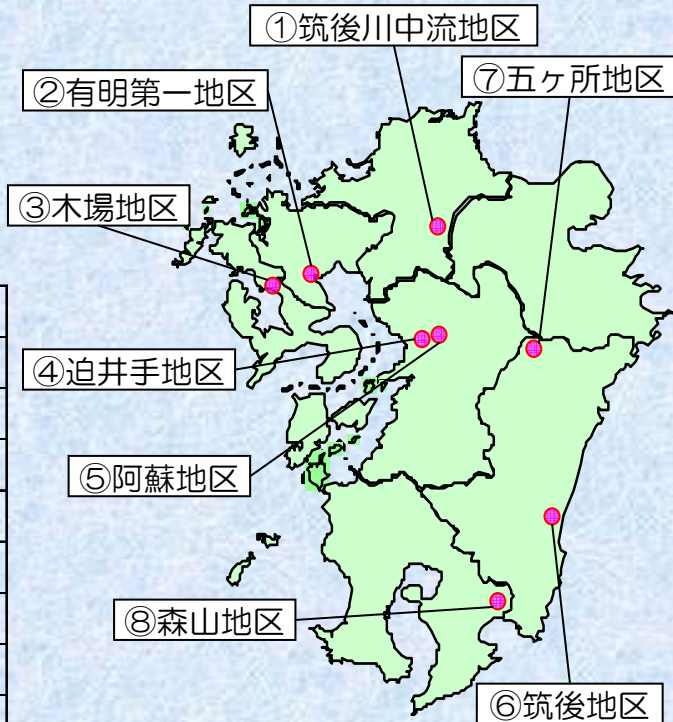 ①筑後川中流地区
②有明第一地区
⑦五ヶ所地区
③木場地区
④迫井手地区
⑤阿蘇地区
⑧森山地区
⑥筑後地区